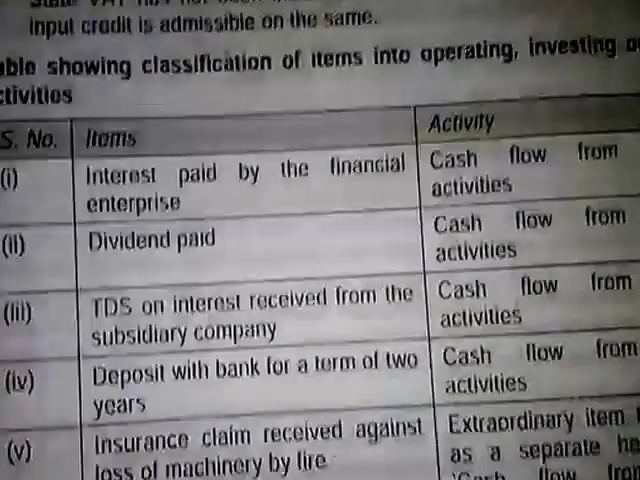 input credit is admissible on the same.
showing classification of items into operating, investing
S. No. Items Activity
(i) Interest paid by the financial enterprise Cash flow from activities
(ii) Dividend paid Cash flow from activities
(iii) TDS on interest received from the subsidiary company Cash flow from activities
(iv) Deposit with bank for a term of two years Cash flow from activities
(v) Insurance claim received against loss of machinery by fire Extraordinary item as a separate